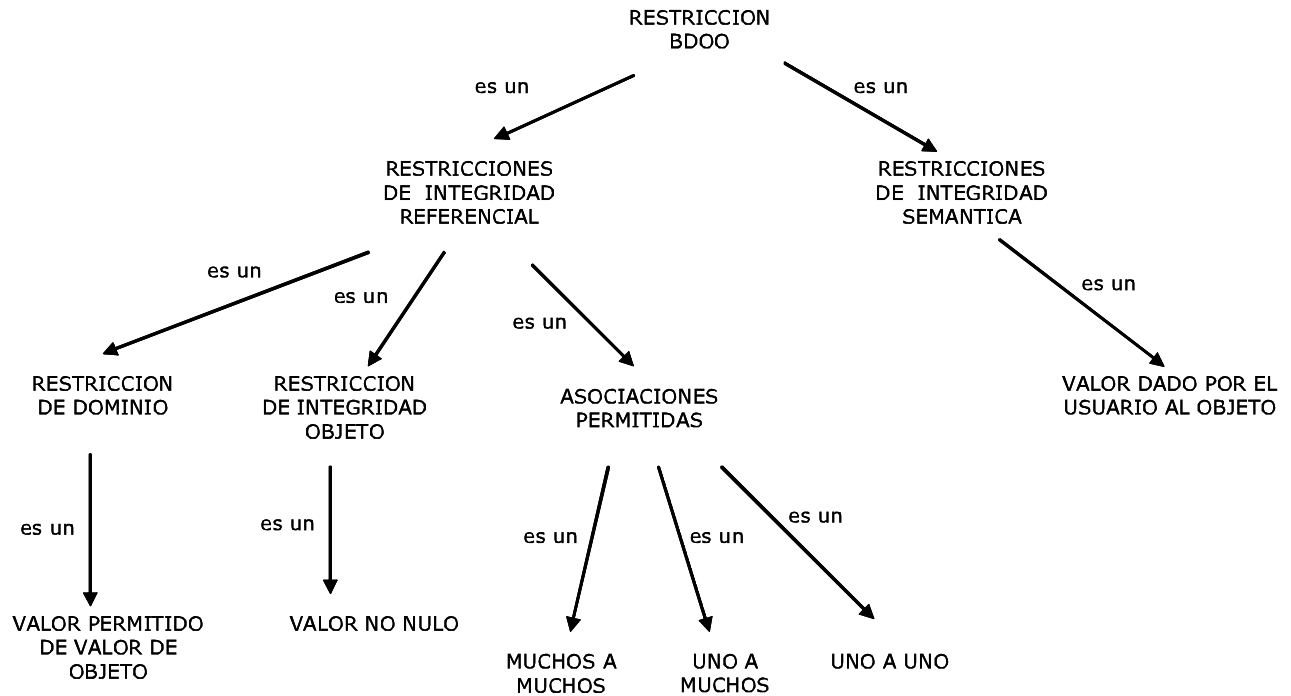 RESTRICCION
BDOO
es un
es un
RESTRICCIONES
DE INTEGRIDAD
REFERENCIAL
RESTRICCIONES
DE INTEGRIDAD
SEMANTICA
es un
es un
es un
es un
RESTRICCION
DE DOMINIO
RESTRICCION
DE INTEGRIDAD
OBJETO
ASOCIACIONES
PERMITIDAS
VALOR DADO POR EL
USUARIO AL OBJETO
es un
es un
es un
es un
es un
VALOR PERMITIDO
DE VALOR DE
OBJETO
VALOR NO NULO
MUCHOS A
MUCHOS
UNO A
MUCHOS
UNO A UNO